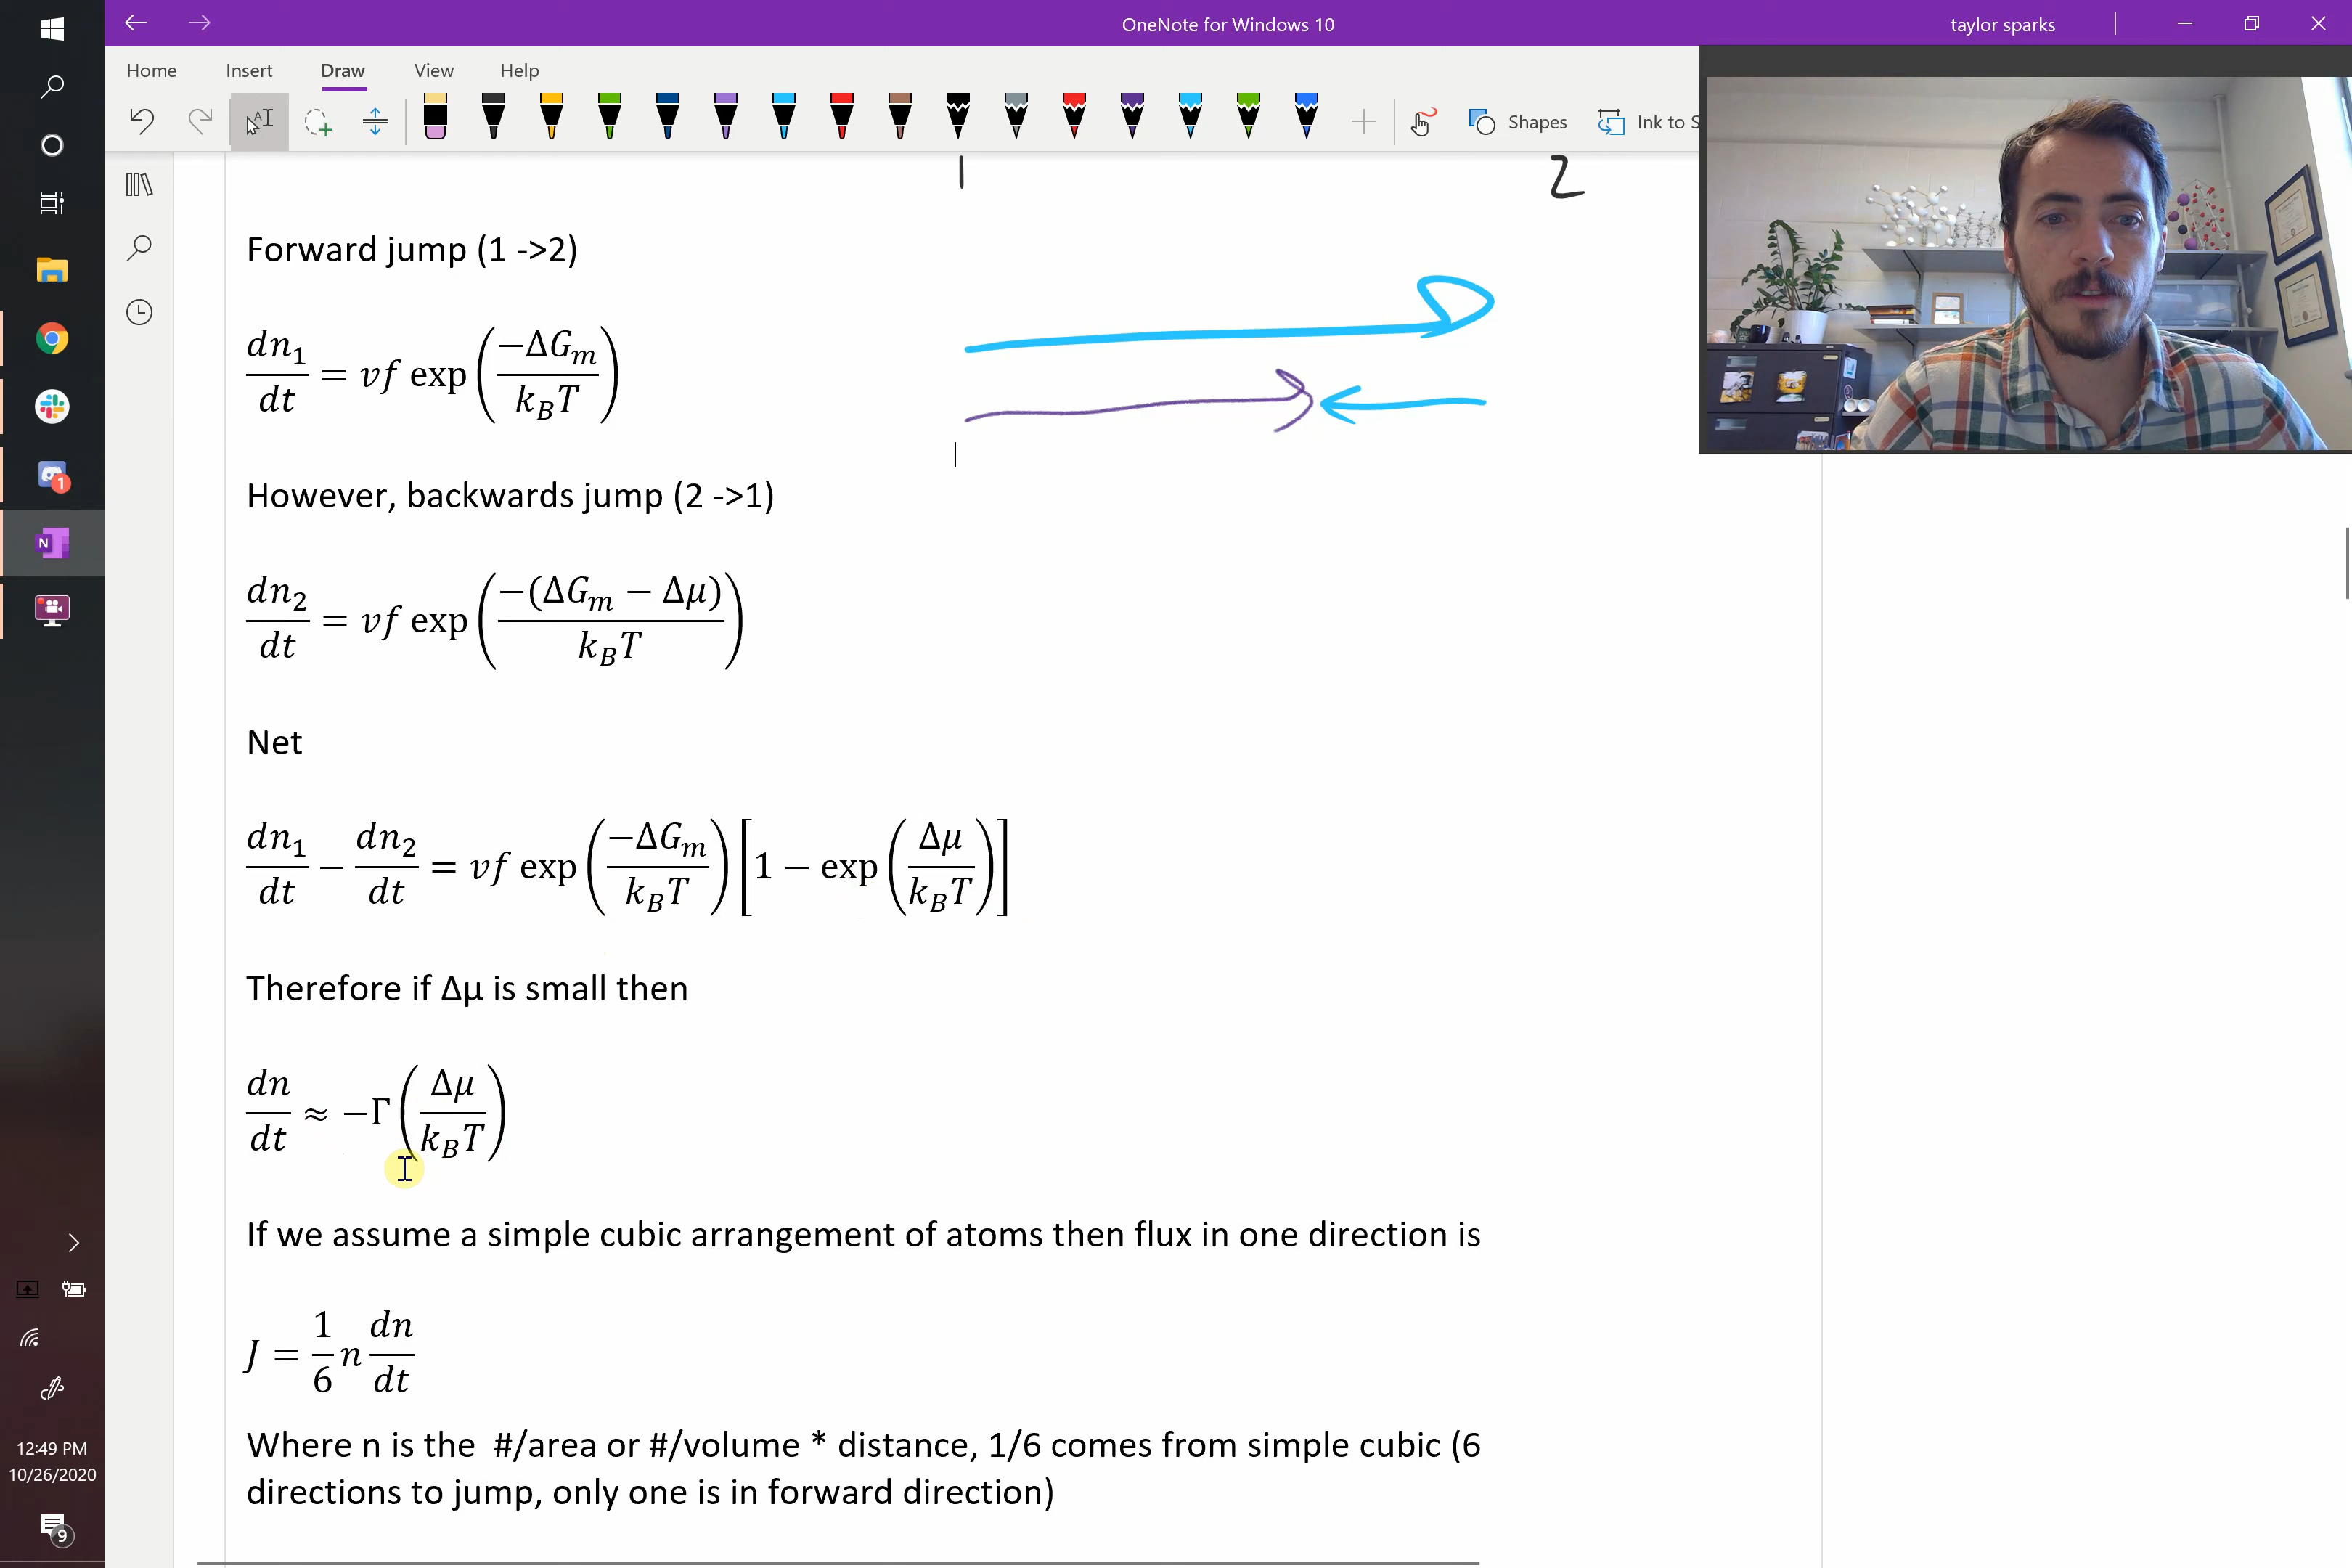 OneNote for Windows 10
taylor sparks
Home Insert Draw View Help
Shapes
Ink to S
1 2
Forward jump (1 ->2)
dn₁/dt = vf exp(−ΔGₘ/k_BT)
However, backwards jump (2 ->1)
dn₂/dt = vf exp(−(ΔGₘ − Δμ)/k_BT)
Net
dn₁/dt − dn₂/dt = vf exp(−ΔGₘ/k_BT)[1 − exp(Δμ/k_BT)]
Therefore if Δμ is small then
dn/dt ≈ −Γ(Δμ/k_BT)
If we assume a simple cubic arrangement of atoms then flux in one direction is
J = 1/6 n dn/dt
Where n is the #/area or #/volume * distance, 1/6 comes from simple cubic (6
directions to jump, only one is in forward direction)
1
N
12:49 PM
10/26/2020
9